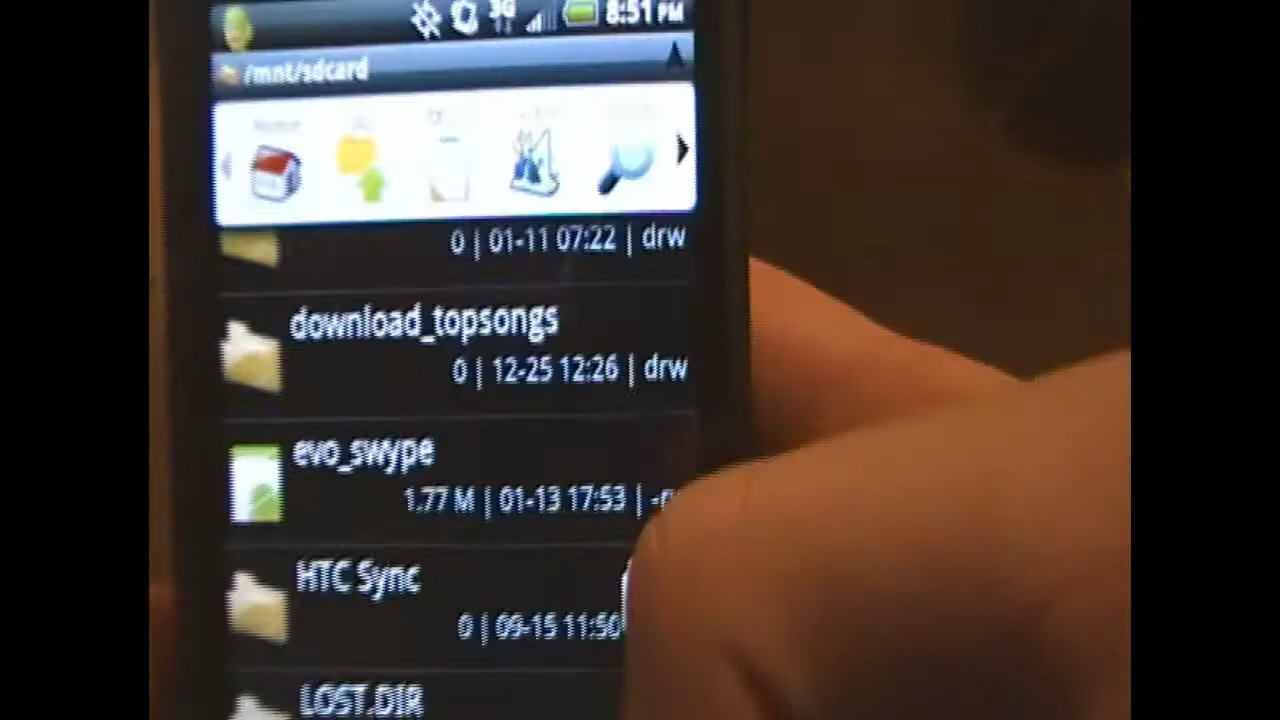 3G 8:51 PM
/mnt/sdcard
0 | 01-11 07:22 | drw
download_topsongs
0 | 12-25 12:26 | drw
evo_swype
1.77 M | 01-13 17:53 |
HTC Sync
0 | 09-15 11:50
LOST.DIR